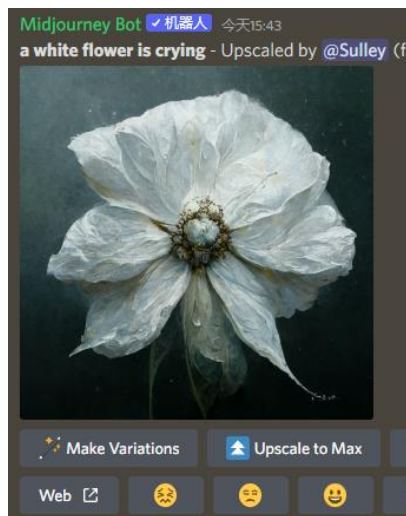 Midjourney Bot ✓机器人 今天15:43
a white flower is crying - Upscaled by @Sulley (f
Make Variations Upscale to Max
Web